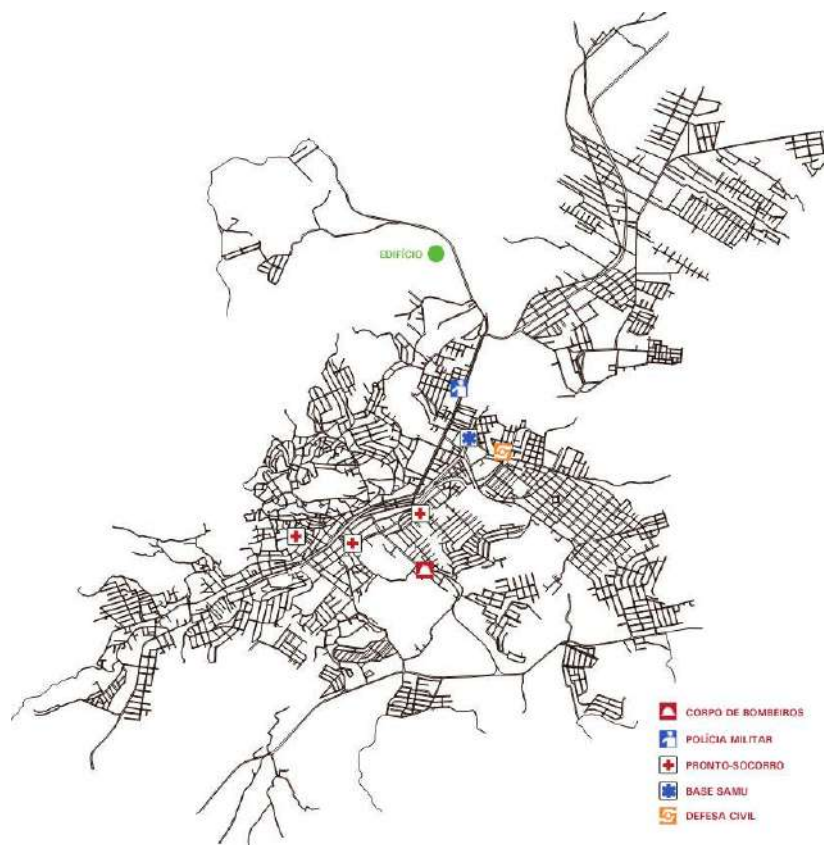 EDIFÍCIO
CORPO DE BOMBEIROS
POLÍCIA MILITAR
PRONTO-SOCORRO
BASE SAMU
DEFESA CIVIL